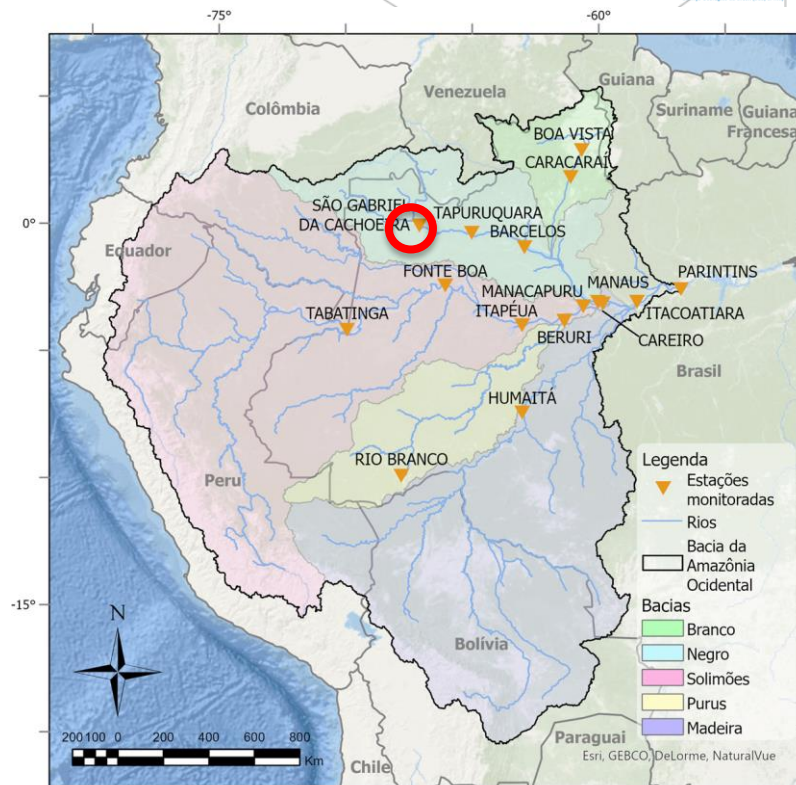 -75°
-60°
Guiana
Venezuela
Suriname
Guiana
Francesa
Colômbia
BOA VISTA
CARACARAÍ
SÃO GABRIEL
DA CACHOEIRA
TAPURUQUARA
BARCELOS
0°
Equador
FONTE BOA
MANACAPURU
MANAUS
PARINTINS
TABATINGA
ITAPÉUA
ITACOATIARA
BERURI
CAREIRO
Brasil
HUMAITÁ
RIO BRANCO
Peru
Legenda
Estações
monitoradas
Rios
Bacia da
Amazônia
Ocidental
-15°
N
Bolívia
Bacias
Branco
Negro
Solimões
Purus
Madeira
200 100 0 200 400 600 800
Km
Paraguai
Chile
Esri, GEBCO, DeLorme, NaturalVue